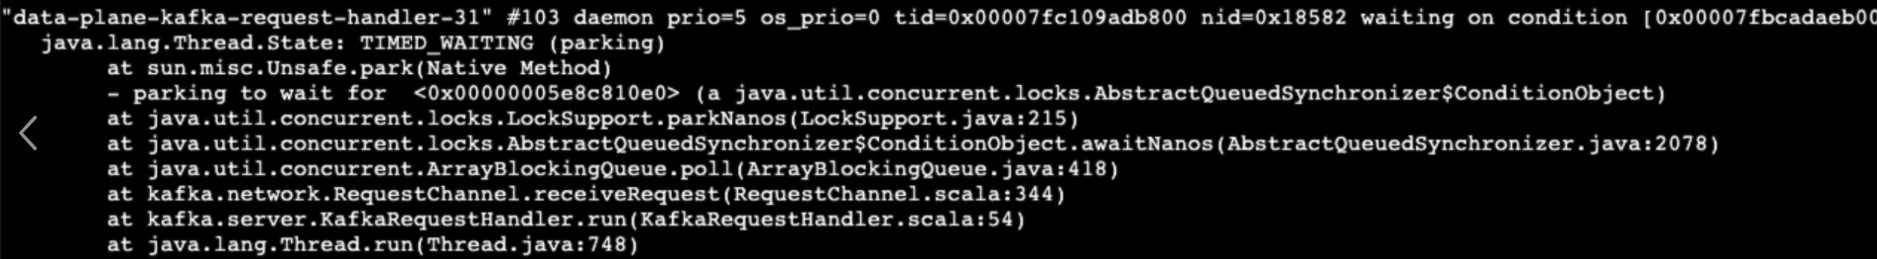 "data-plane-kafka-request-handler-31" #103 daemon prio=5 os_prio=0 tid=0x00007fc109adb800 nid=0x18582 waiting on condition [0x00007fbcadaeb00
java.lang.Thread.State: TIMED_WAITING (parking)
at sun.misc.Unsafe.park(Native Method)
- parking to wait for  <0x00000005e8c810e0> (a java.util.concurrent.locks.AbstractQueuedSynchronizer$ConditionObject)
at java.util.concurrent.locks.LockSupport.parkNanos(LockSupport.java:215)
at java.util.concurrent.locks.AbstractQueuedSynchronizer$ConditionObject.awaitNanos(AbstractQueuedSynchronizer.java:2078)
at java.util.concurrent.ArrayBlockingQueue.poll(ArrayBlockingQueue.java:418)
at kafka.network.RequestChannel.receiveRequest(RequestChannel.scala:344)
at kafka.server.KafkaRequestHandler.run(KafkaRequestHandler.scala:54)
at java.lang.Thread.run(Thread.java:748)